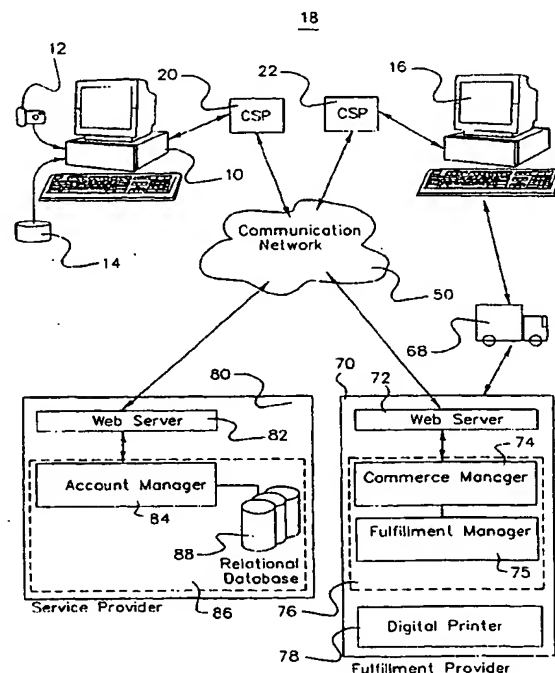 18
12
20
22
16
CSP
CSP
10
14
Communication
Network
50
68
80
70
72
Web Server
82
Web Server
74
Account Manager
84
Commerce Mancger
88
Relational
Database
Fulfillment Manager
75
86
76
Service Provider
Digital Printer
78
Fulfillment Provider